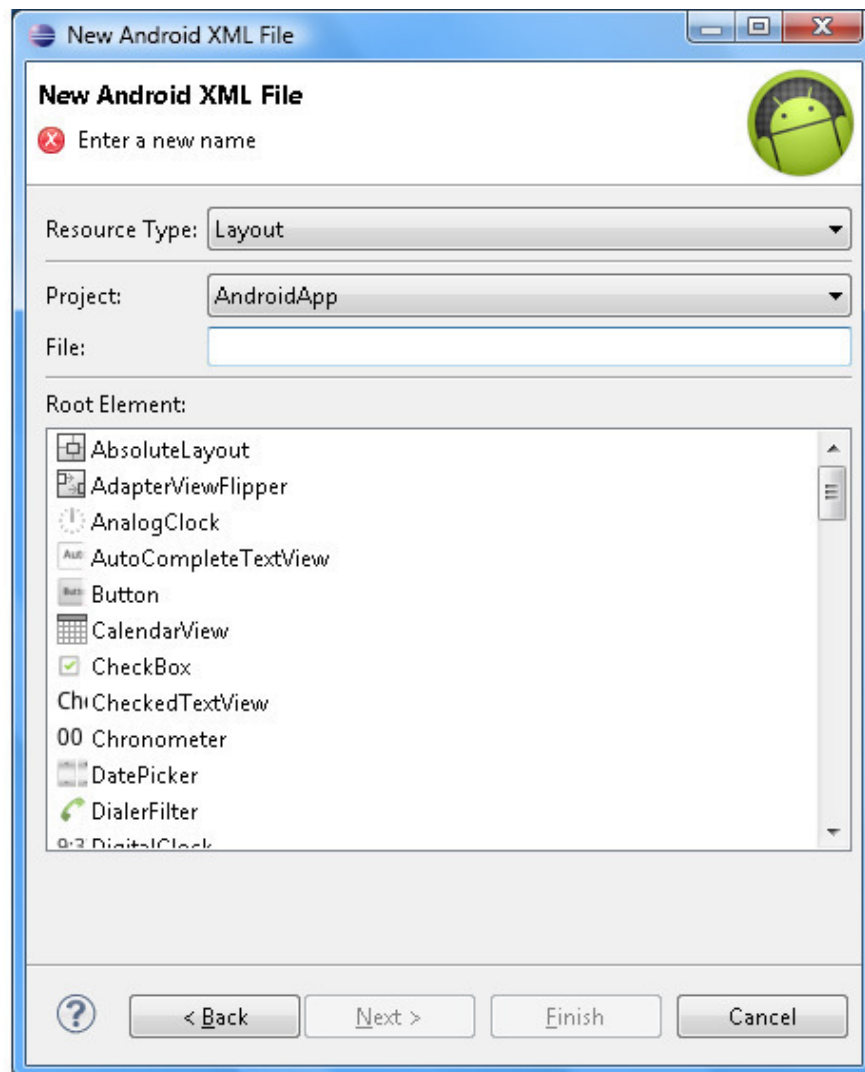 New Android XML File
New Android XML File
Enter a new name
Resource Type: Layout
Project: AndroidApp
File:
Root Element:
AbsoluteLayout
AdapterViewFlipper
AnalogClock
AutoCompleteTextView
Button
CalendarView
CheckBox
CheckedTextView
00 Chronometer
DatePicker
DialerFilter
DigitalClock
? < Back Next > Finish Cancel